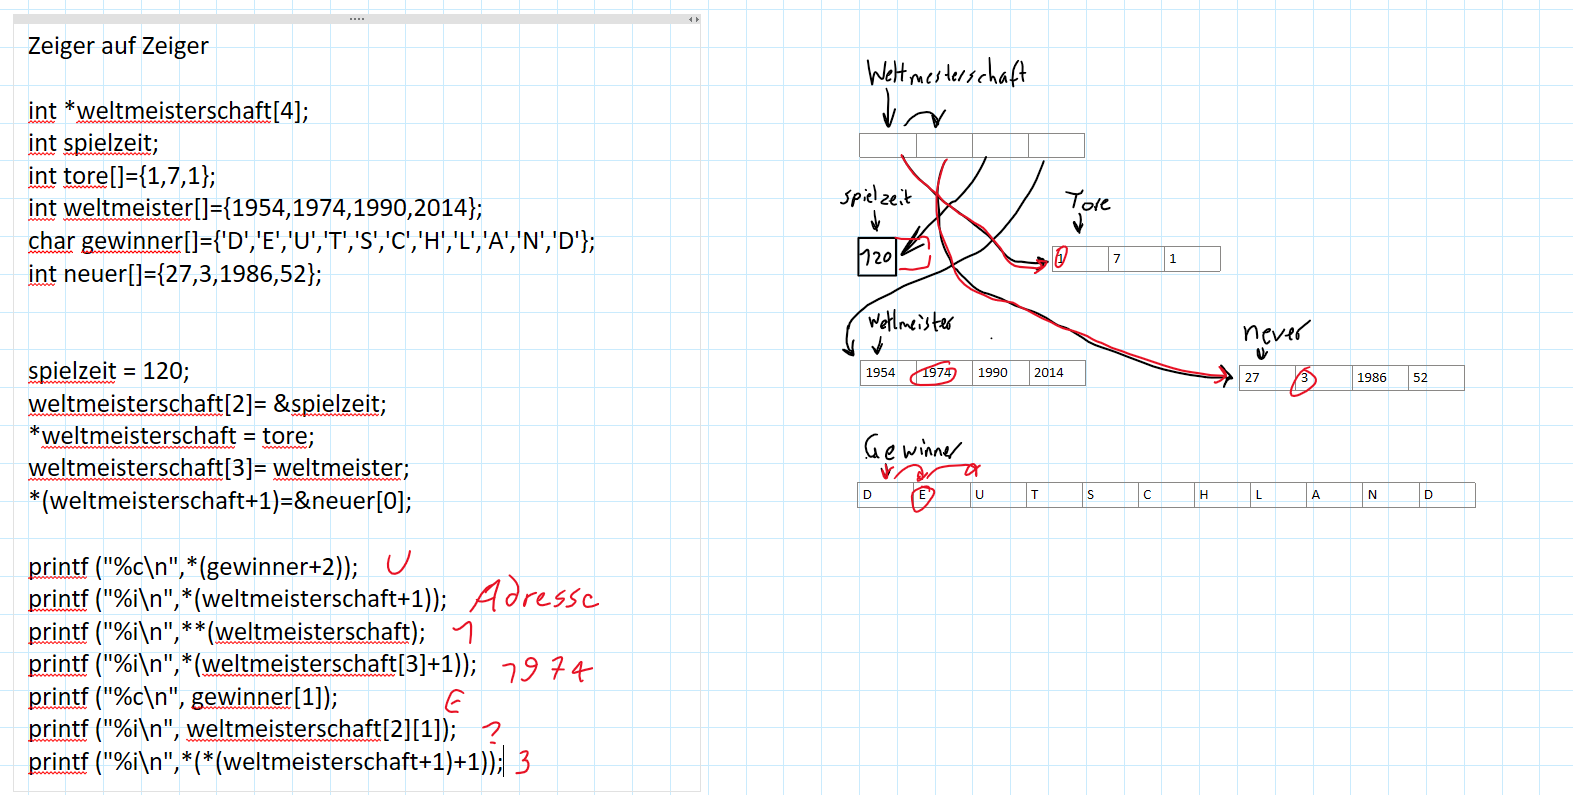 Zeiger auf Zeiger
int *weltmeisterschaft[4];
int spielzeit;
int tore[]={1,7,1};
int weltmeister[]={1954,1974,1990,2014};
char gewinner[]={'D','E','U','T','S','C','H','L','A','N','D'};
int neuer[]={27,3,1986,52};
spielzeit = 120;
weltmeisterschaft[2]= &spielzeit;
*weltmeisterschaft = tore;
weltmeisterschaft[3]= weltmeister;
*(weltmeisterschaft+1)=&neuer[0];
printf ("%c\n",*(gewinner+2)); U
printf ("%i\n",*(weltmeisterschaft+1)); Adresse
printf ("%i\n",**(weltmeisterschaft); 1
printf ("%i\n",*(weltmeisterschaft[3]+1)); 1974
printf ("%c\n", gewinner[1]); E
printf ("%i\n", weltmeisterschaft[2][1]); ?
printf ("%i\n",*(*(weltmeisterschaft+1)+1)); 3
Weltmeisterschaft
spielzeit
Tore
120
1 7 1
Weltmeister
1954 1974 1990 2014
neuer
27 3 1986 52
Gewinner
D E U T S C H L A N D